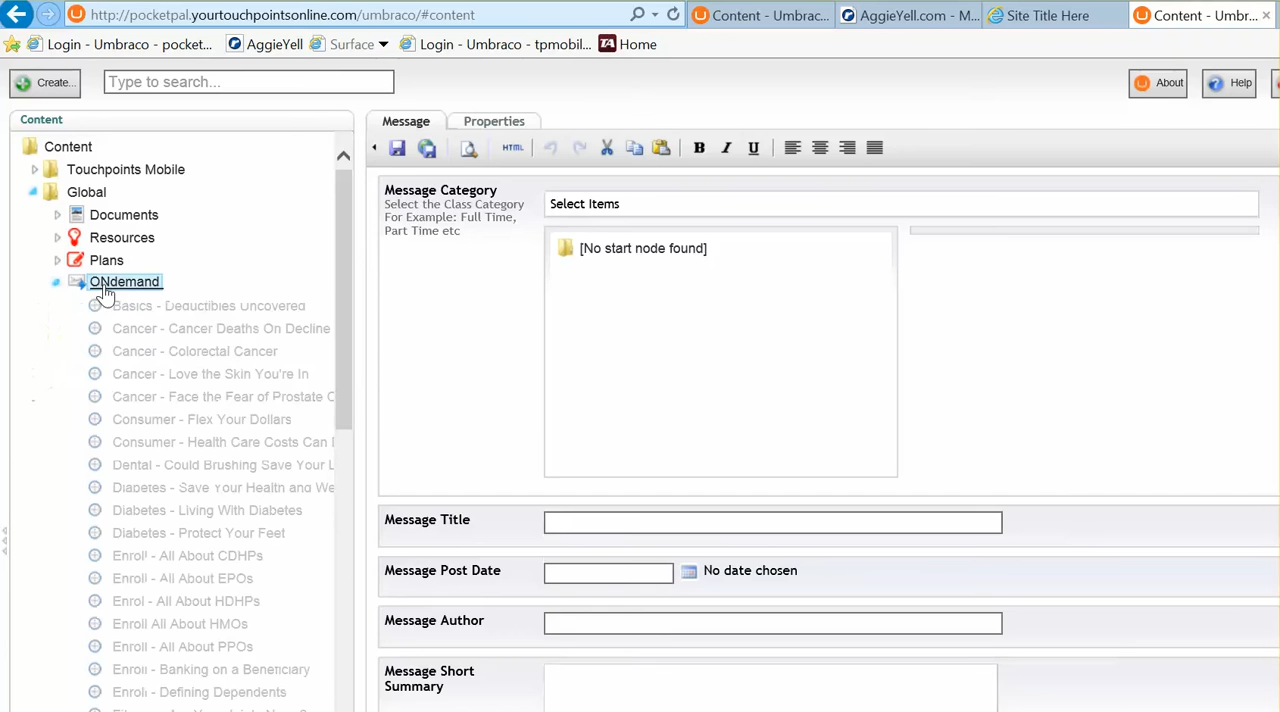 http://pocketpal.yourtouchpointsonline.com/umbraco/#content
Content - Umbrac...
AggieYell.com - M...
Site Title Here
Content - Umbr...
Login - Umbraco - pocket...
AggieYell
Surface
Login - Umbraco - tpmobil...
TA Home
Create...
Type to search...
About
Help
Content
Content
Touchpoints Mobile
Global
Documents
Resources
Plans
ONdemand
Basics - Deductibles Uncovered
Cancer - Cancer Deaths On Decline
Cancer - Colorectal Cancer
Cancer - Love the Skin You're In
Cancer - Face the Fear of Prostate C
Consumer - Flex Your Dollars
Consumer - Health Care Costs Can
Dental - Could Brushing Save Your L
Diabetes - Save Your Health and We
Diabetes - Living With Diabetes
Diabetes - Protect Your Feet
Enroll - All About CDHPs
Enroll - All About EPOs
Enrol - All About HDHPs
Enroll All About HMOs
Enroll - All About PPOs
Enroll - Banking on a Beneficiary
Enroll - Defining Dependents
Message
Properties
HTML
B I U
Message Category
Select the Class Category
For Example: Full Time,
Part Time etc
Select Items
[No start node found]
Message Title
Message Post Date
No date chosen
Message Author
Message Short
Summary